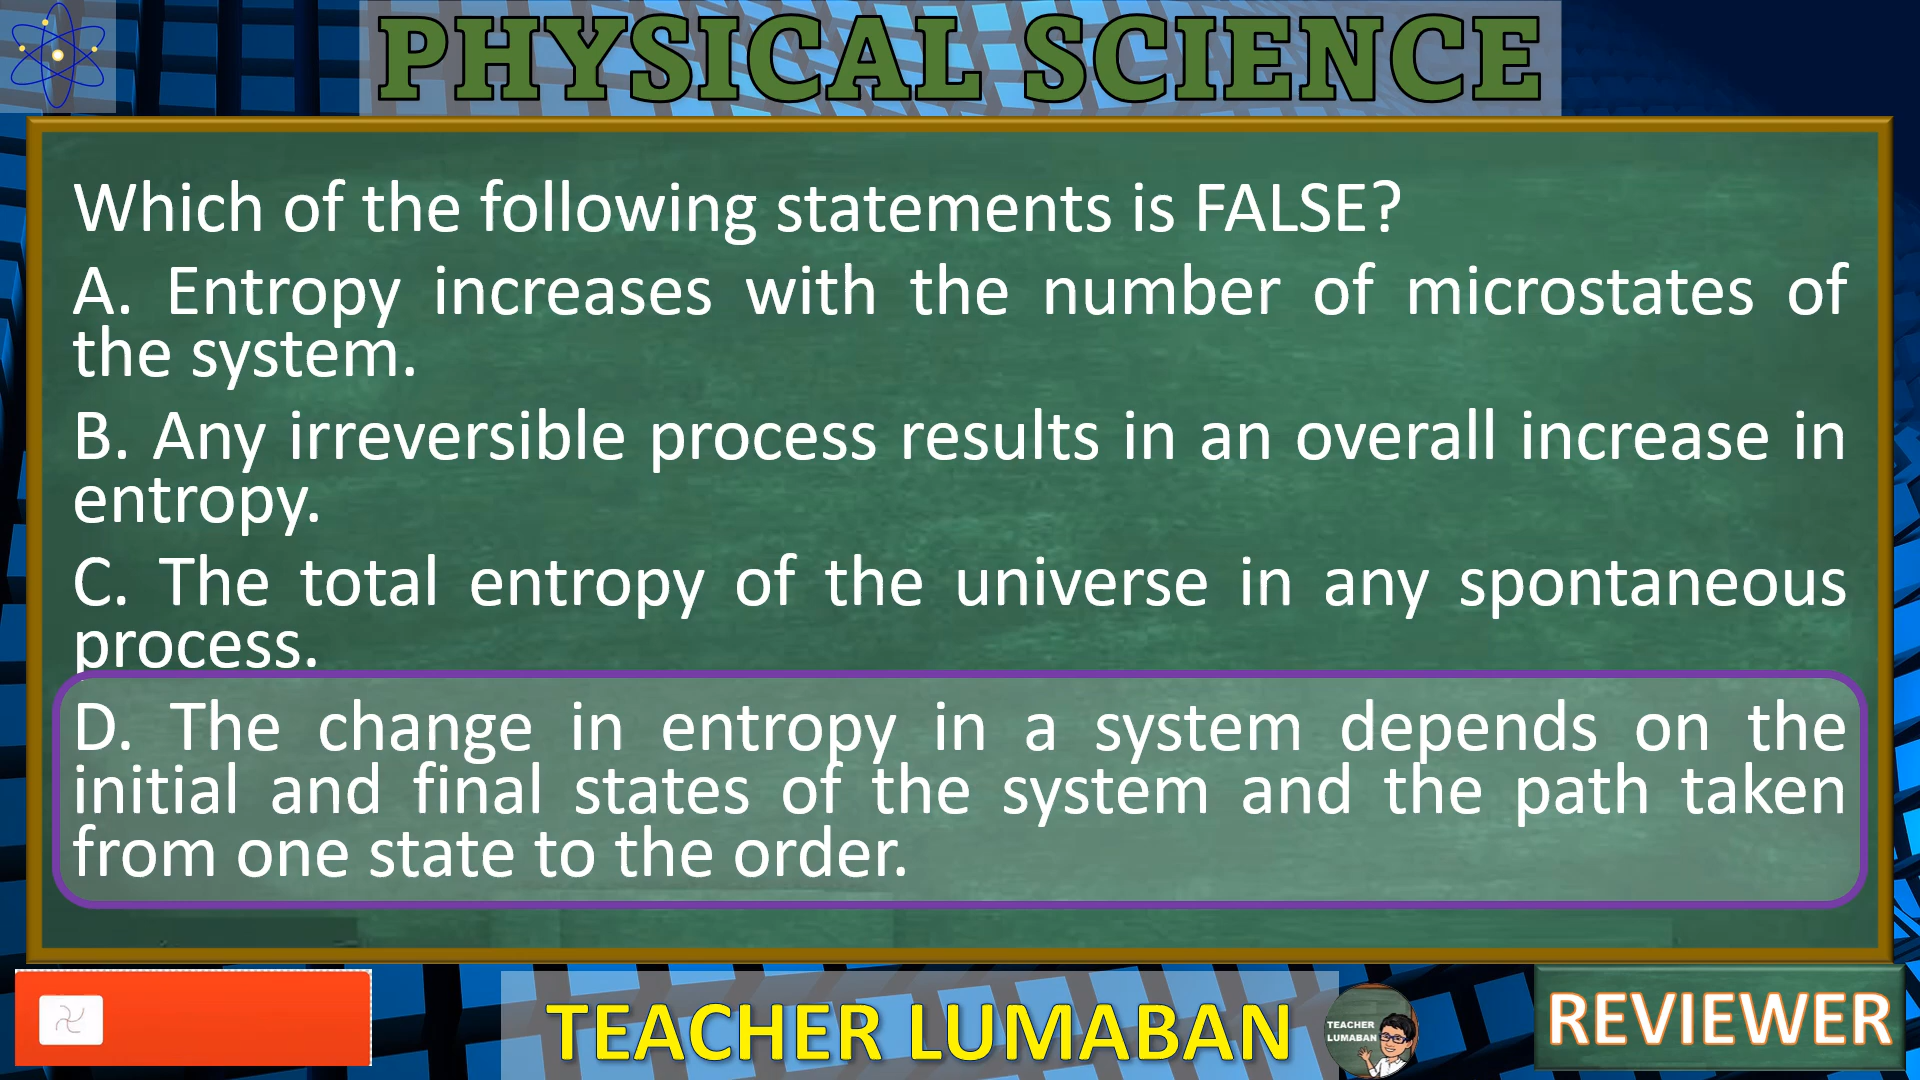 PHYSICAL SCIENCE
Which of the following statements is FALSE?
A. Entropy increases with the number of microstates of
the system.
B. Any irreversible process results in an overall increase in
entropy.
C. The total entropy of the universe in any spontaneous
process.
D. The change in entropy in a system depends on the
initial and final states of the system and the path taken
from one state to the order.
TEACHER LUMABAN
TEACHER
LUMABAN
REVIEWER